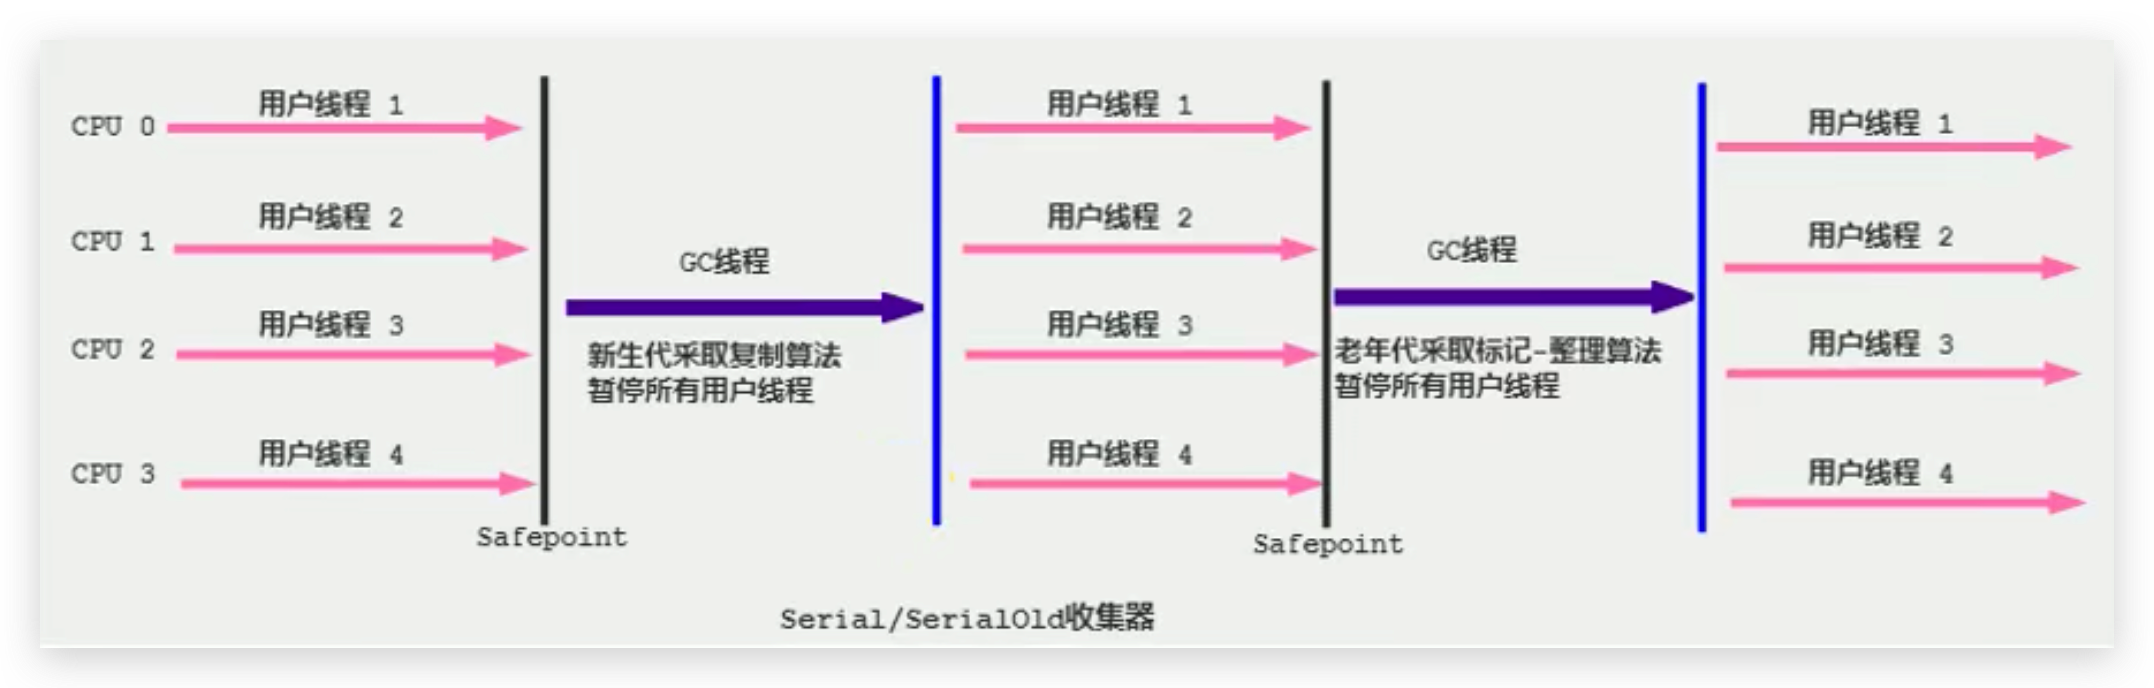 CPU 0
用户线程 1
CPU 1
用户线程 2
CPU 2
用户线程 3
CPU 3
用户线程 4
Safepoint
GC线程
新生代采取复制算法
暂停所有用户线程
用户线程 1
用户线程 2
用户线程 3
用户线程 4
Safepoint
GC线程
老年代采取标记-整理算法
暂停所有用户线程
用户线程 1
用户线程 2
用户线程 3
用户线程 4
Serial/SerialOld收集器